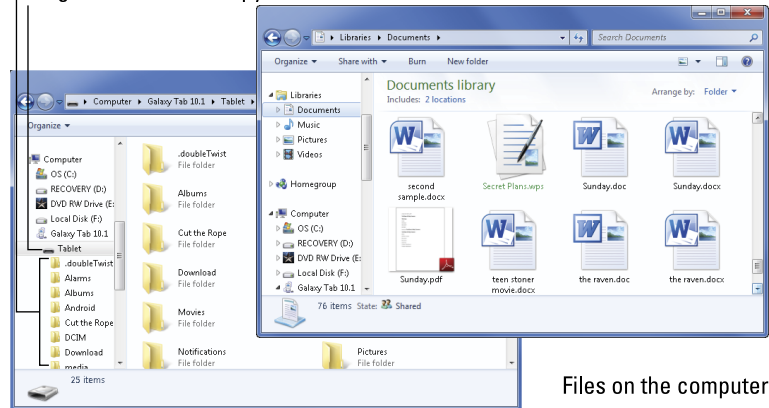 Libraries ▸ Documents ▸
Search Documents
Organize ▾ Share with ▾ Burn New folder
Libraries
Documents
Music
Pictures
Videos
Homegroup
Computer
OS (C:)
RECOVERY (D:)
DVD RW Drive (E:
Local Disk (F:)
Galaxy Tab 10.1
Documents library
Includes: 2 locations
Arrange by: Folder ▾
second
sample.docx
Secret Plans.wps
Sunday.doc
Sunday.docx
Sunday.pdf
teen stoner
movie.docx
the raven.doc
the raven.docx
76 items State: Shared
▸ Computer ▸ Galaxy Tab 10.1 ▸ Tablet ▸
Organize ▾
Computer
OS (C:)
RECOVERY (D:)
DVD RW Drive (E:
Local Disk (F:)
Galaxy Tab 10.1
Tablet
.doubleTwist
Alarms
Albums
Android
Cut the Rope
DCIM
Download
media
.doubleTwist
File folder
Albums
File folder
Cut the Rope
File folder
Download
File folder
Movies
File folder
Notifications
File folder
Pictures
File folder
25 items
Files on the computer